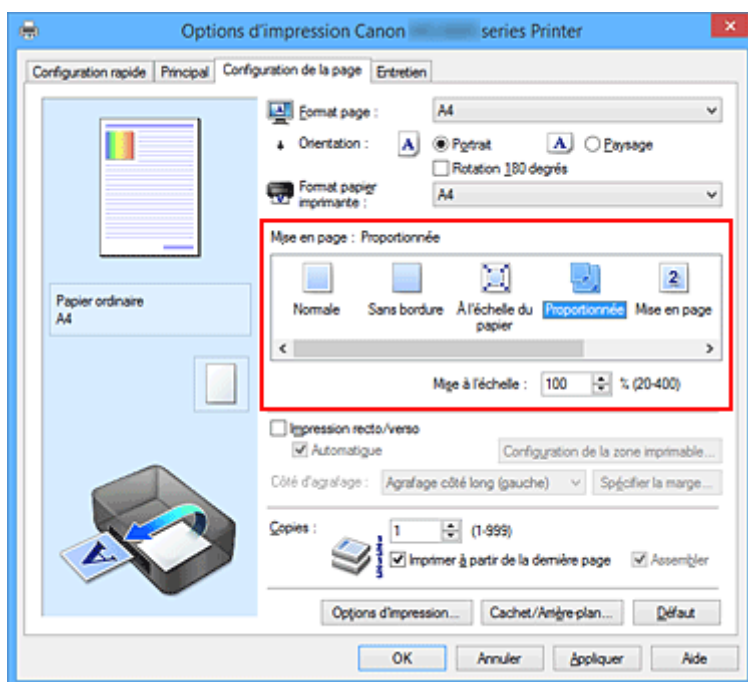 Options d'impression Canon series Printer
Configuration rapide Principal Configuration de la page Entretien
Format page : A4
Orientation : A Portrait A Paysage
Rotation 180 degrés
Format papier
imprimante : A4
Mise en page : Proportionnée
Normale Sans bordure À l'échelle du papier Proportionnée 2 Mise en page
Mise à l'échelle : 100 % (20-400)
Papier ordinaire
A4
Impression recto/verso
Automatique Configuration de la zone imprimable...
Côté d'agrafage : Agrafage côté long (gauche) Spécifier la marge...
Copies : 1 (1-999)
Imprimer à partir de la dernière page Assembler
Options d'impression... Cachet/Arrière-plan... Défaut
OK Annuler Appliquer Aide